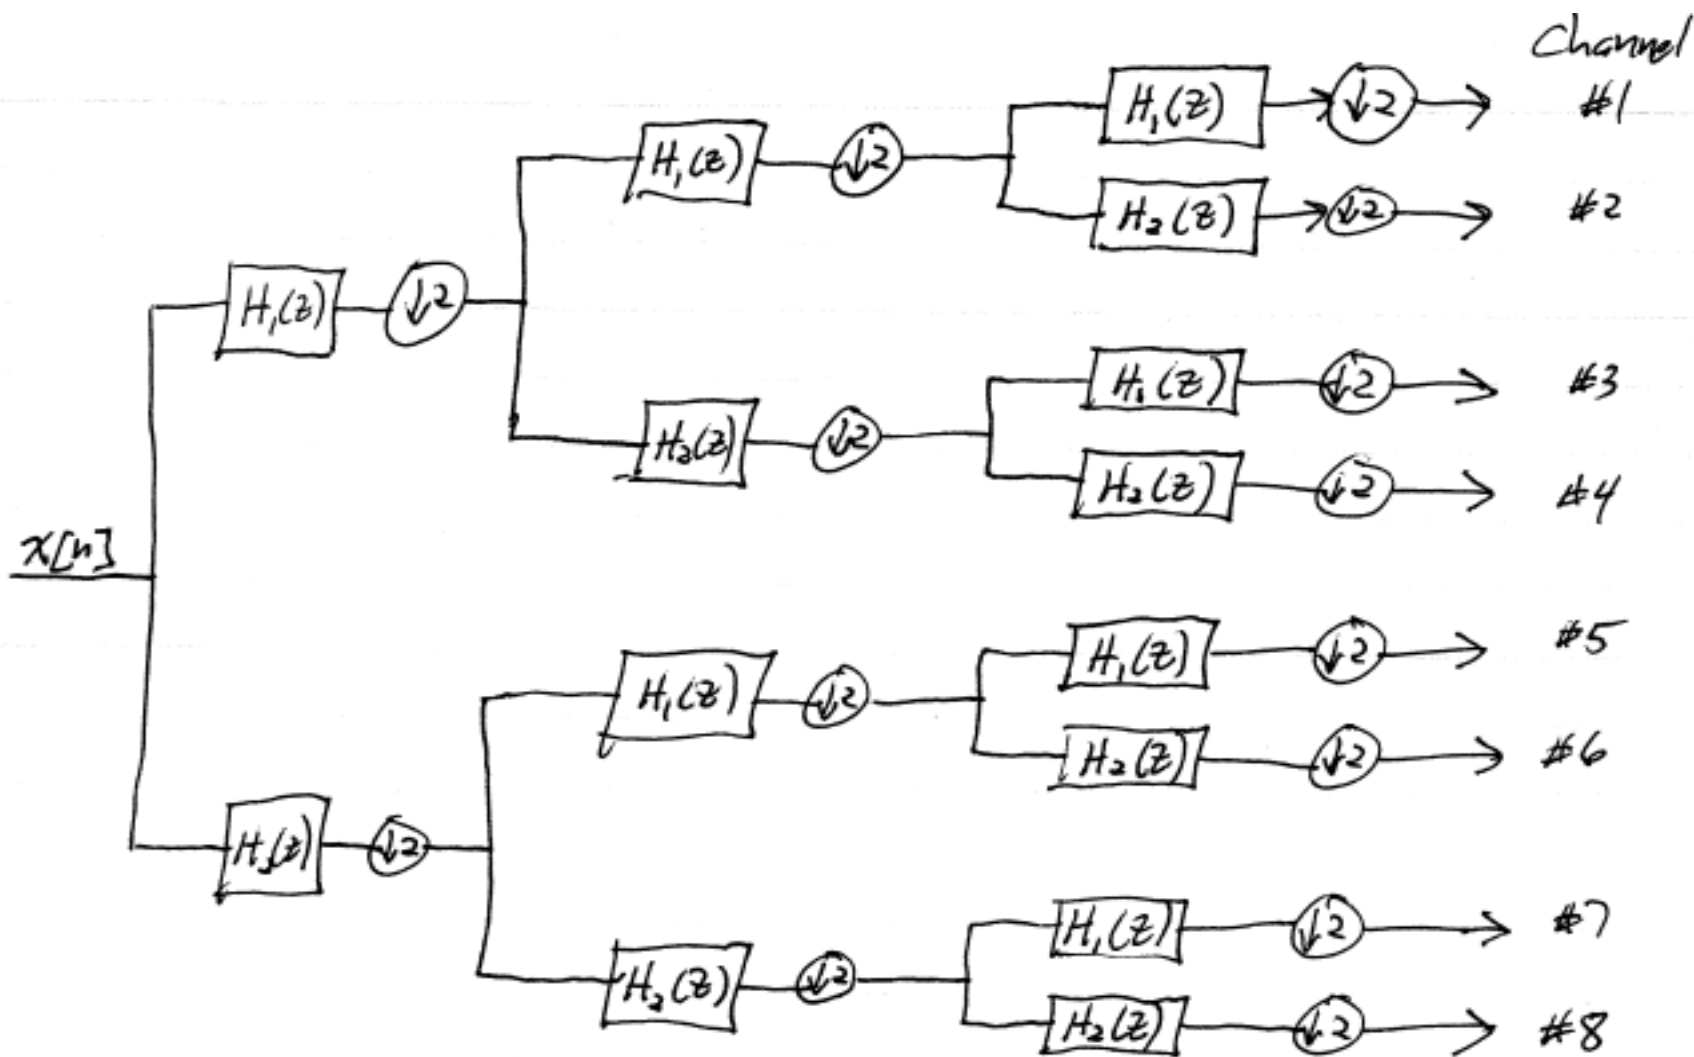 Channel
H₁(z) ↓2 #1
H₁(z) ↓2
H₂(z) ↓2 #2
H₁(z) ↓2
H₁(z) ↓2 #3
H₂(z) ↓2
H₂(z) ↓2 #4
x[n]
H₁(z) ↓2 #5
H₁(z) ↓2
H₂(z) ↓2 #6
H₂(z) ↓2
H₁(z) ↓2 #7
H₂(z) ↓2
H₂(z) ↓2 #8